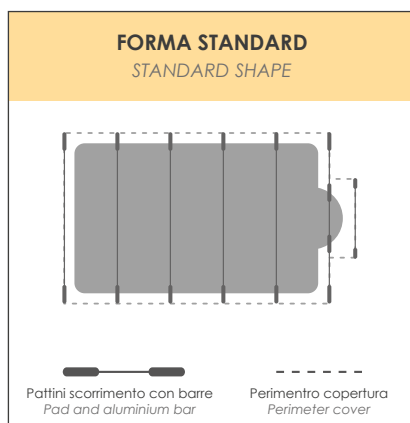 FORMA STANDARD
STANDARD SHAPE
Pattini scorrimento con barre
Pad and aluminium bar
Perimentro copertura
Perimeter cover